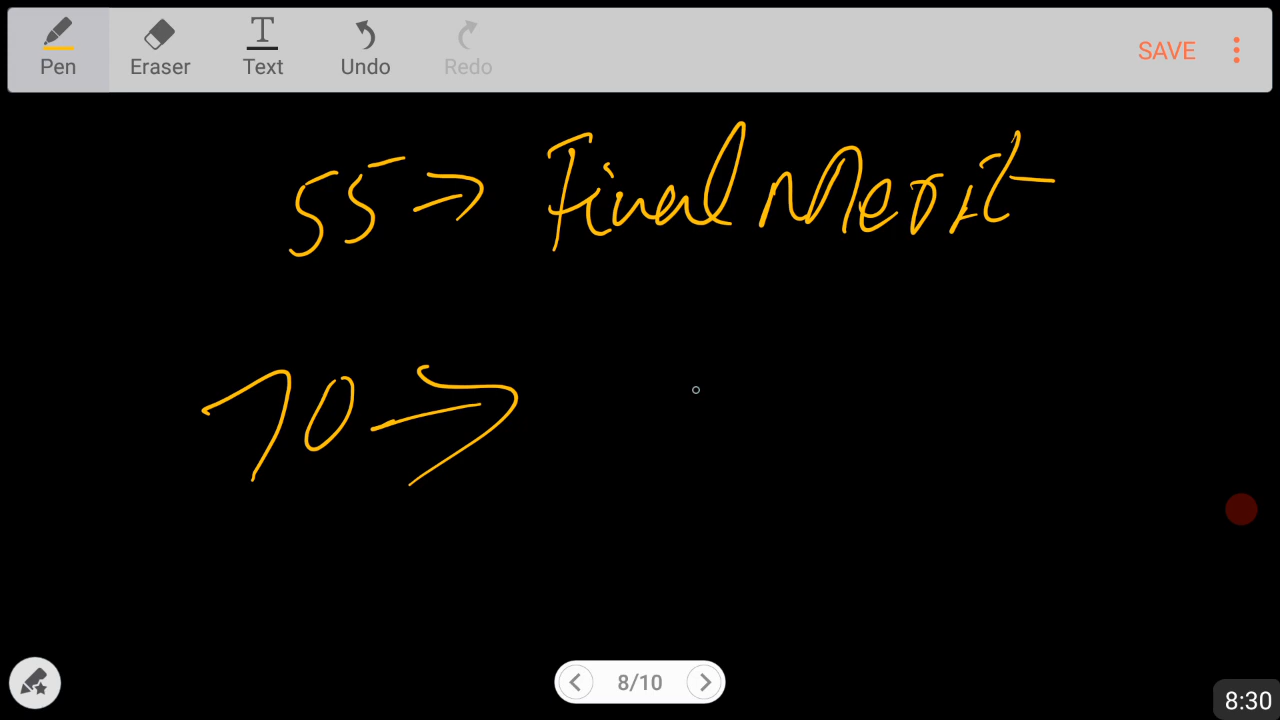 Pen Eraser Text Undo Redo SAVE
55 → Final Merit
70 →
8/10
8:30